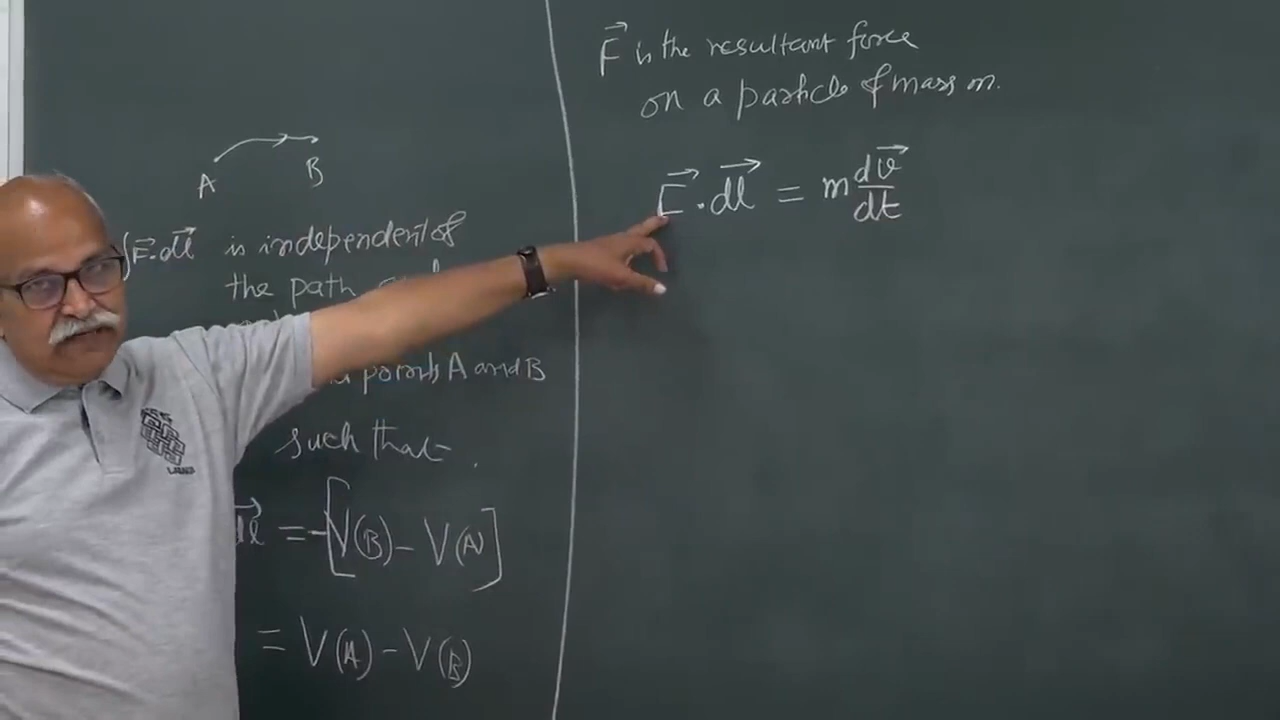 A B
∫F⃗.dl⃗ is independent of
the path
points A and B
such that
dl⃗ = -[V(B) - V(A)]
= V(A) - V(B)
F⃗ is the resultant force
on a particle of mass m.
F⃗.dl⃗ = m dv⃗/dt